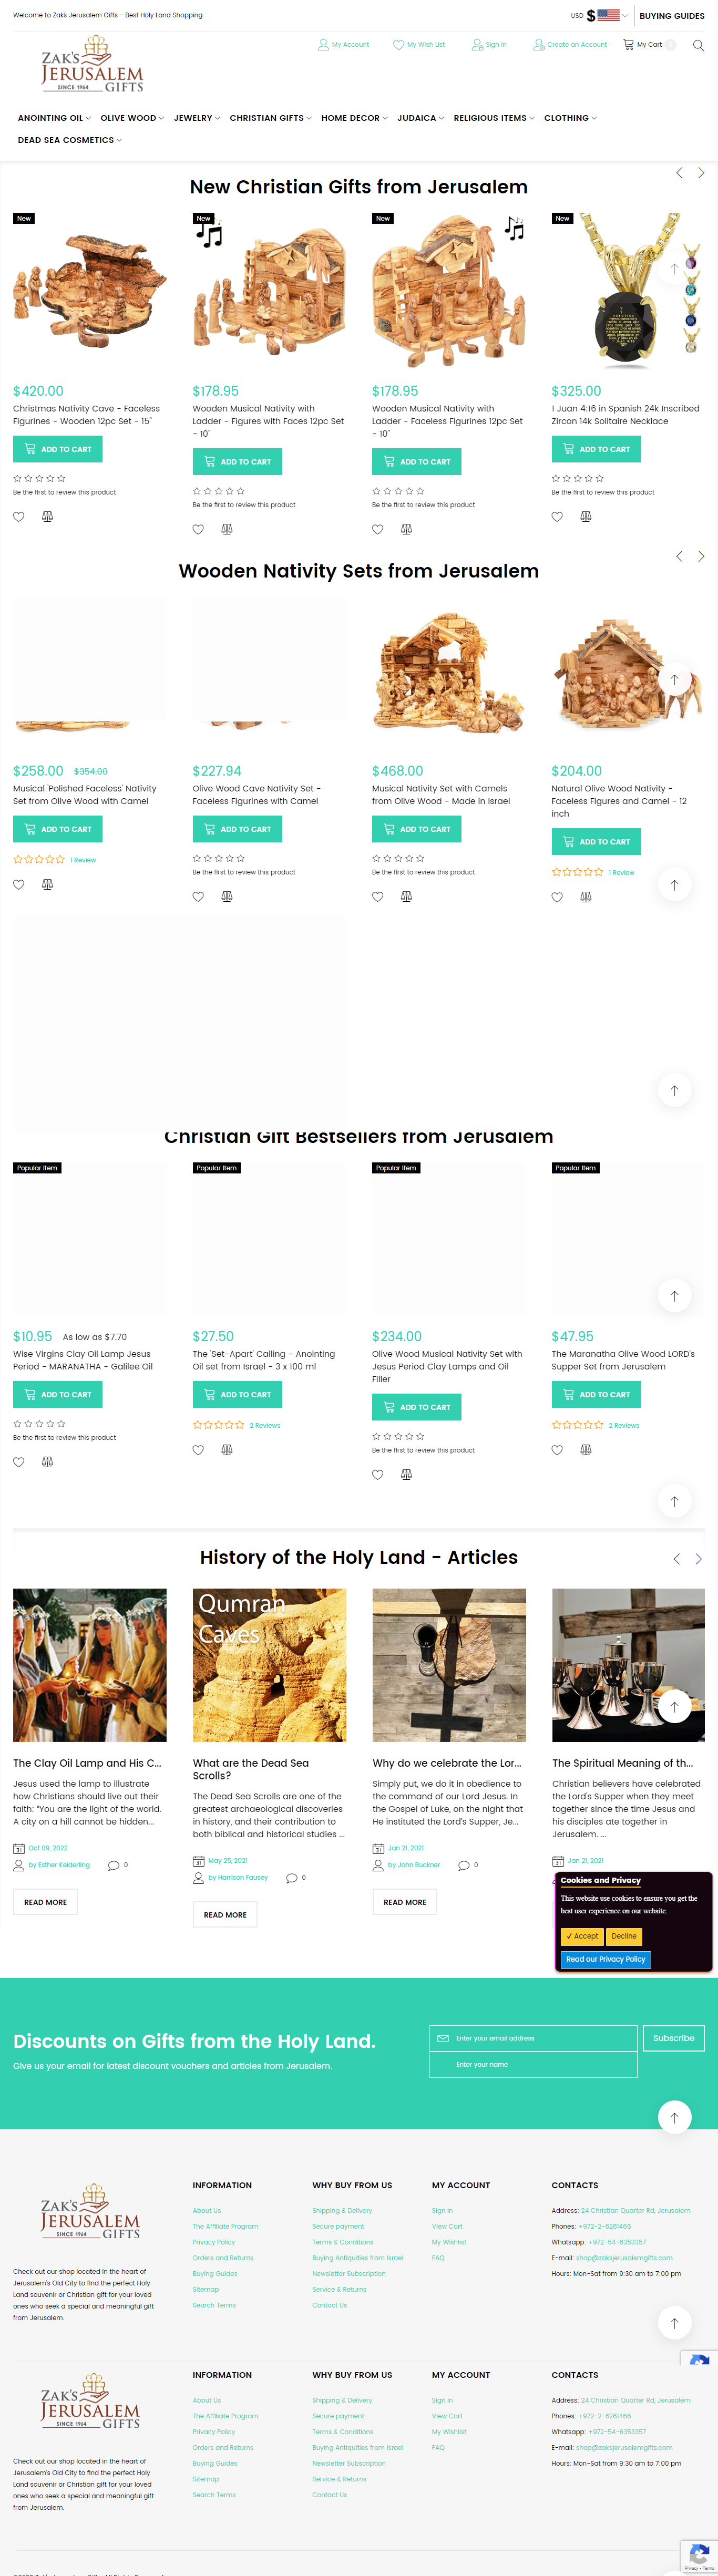 Welcome to Zak's Jerusalem Gifts - Best Holy Land Shopping
USD $
BUYING GUIDES
ZAK'S
JERUSALEM
SINCE 1964 GIFTS
My Account
My Wish List
Sign In
Create an Account
My Cart
ANOINTING OIL
OLIVE WOOD
JEWELRY
CHRISTIAN GIFTS
HOME DECOR
JUDAICA
RELIGIOUS ITEMS
CLOTHING
DEAD SEA COSMETICS
New Christian Gifts from Jerusalem
New
$420.00
Christmas Nativity Cave - Faceless
Figurines - Wooden 12pc Set - 15"
ADD TO CART
Be the first to review this product
New
$178.95
Wooden Musical Nativity with
Ladder - Figures with Faces 12pc Set
- 10"
ADD TO CART
Be the first to review this product
New
$178.95
Wooden Musical Nativity with
Ladder - Faceless Figurines 12pc Set
- 10"
ADD TO CART
Be the first to review this product
New
$325.00
1 Juan 4:16 in Spanish 24k Inscribed
Zircon 14k Solitaire Necklace
ADD TO CART
Be the first to review this product
Wooden Nativity Sets from Jerusalem
$258.00 $354.00
Musical 'Polished Faceless' Nativity
Set from Olive Wood with Camel
ADD TO CART
1 Review
$227.94
Olive Wood Cave Nativity Set -
Faceless Figurines with Camel
ADD TO CART
Be the first to review this product
$468.00
Musical Nativity Set with Camels
from Olive Wood - Made in Israel
ADD TO CART
Be the first to review this product
$204.00
Natural Olive Wood Nativity -
Faceless Figures and Camel - 12
inch
ADD TO CART
1 Review
Christian Gift Bestsellers from Jerusalem
Popular Item
$10.95 As low as $7.70
Wise Virgins Clay Oil Lamp Jesus
Period - MARANATHA - Galilee Oil
ADD TO CART
Be the first to review this product
Popular Item
$27.50
The 'Set-Apart' Calling - Anointing
Oil set from Israel - 3 x 100 ml
ADD TO CART
2 Reviews
Popular Item
$234.00
Olive Wood Musical Nativity Set with
Jesus Period Clay Lamps and Oil
Filler
ADD TO CART
Be the first to review this product
Popular Item
$47.95
The Maranatha Olive Wood LORD's
Supper Set from Jerusalem
ADD TO CART
2 Reviews
History of the Holy Land - Articles
The Clay Oil Lamp and His C...
Jesus used the lamp to illustrate
how Christians should live out their
faith: "You are the light of the world.
A city on a hill cannot be hidden...
Oct 09, 2022
by Esther Keiderling 0
READ MORE
Qumran
Caves
What are the Dead Sea
Scrolls?
The Dead Sea Scrolls are one of the
greatest archaeological discoveries
in history, and their contribution to
both biblical and historical studies ...
May 25, 2021
by Harrison Fausey 0
READ MORE
Why do we celebrate the Lor...
Simply put, we do it in obedience to
the command of our Lord Jesus. In
the Gospel of Luke, on the night that
He instituted the Lord's Supper, Je...
Jan 21, 2021
by John Buckner 0
READ MORE
The Spiritual Meaning of th...
Christian believers have celebrated
the Lord's Supper when they meet
together since the time Jesus and
his disciples ate together in
Jerusalem. ...
Jan 21, 2021
Cookies and Privacy
This website use cookies to ensure you get the
best user experience on our website.
✓ Accept
Decline
Read our Privacy Policy
Discounts on Gifts from the Holy Land.
Give us your email for latest discount vouchers and articles from Jerusalem.
Enter your email address
Enter your name
Subscribe
ZAK'S
JERUSALEM
SINCE 1964 GIFTS
Check out our shop located in the heart of
Jerusalem's Old City to find the perfect Holy
Land souvenir or Christian gift for your loved
ones who seek a special and meaningful gift
from Jerusalem.
INFORMATION
About Us
The Affiliate Program
Privacy Policy
Orders and Returns
Buying Guides
Sitemap
Search Terms
WHY BUY FROM US
Shipping & Delivery
Secure payment
Terms & Conditions
Buying Antiquities from Israel
Newsletter Subscription
Service & Returns
Contact Us
MY ACCOUNT
Sign In
View Cart
My Wishlist
FAQ
CONTACTS
Address: 24 Christian Quarter Rd, Jerusalem
Phones: +972-2-6281466
Whatsapp: +972-54-6353357
E-mail: shop@zaksjerusalemgifts.com
Hours: Mon-Sat from 9:30 am to 7:00 pm
ZAK'S
JERUSALEM
SINCE 1964 GIFTS
Check out our shop located in the heart of
Jerusalem's Old City to find the perfect Holy
Land souvenir or Christian gift for your loved
ones who seek a special and meaningful gift
from Jerusalem.
INFORMATION
About Us
The Affiliate Program
Privacy Policy
Orders and Returns
Buying Guides
Sitemap
Search Terms
WHY BUY FROM US
Shipping & Delivery
Secure payment
Terms & Conditions
Buying Antiquities from Israel
Newsletter Subscription
Service & Returns
Contact Us
MY ACCOUNT
Sign In
View Cart
My Wishlist
FAQ
CONTACTS
Address: 24 Christian Quarter Rd, Jerusalem
Phones: +972-2-6281466
Whatsapp: +972-54-6353357
E-mail: shop@zaksjerusalemgifts.com
Hours: Mon-Sat from 9:30 am to 7:00 pm
Privacy - Terms